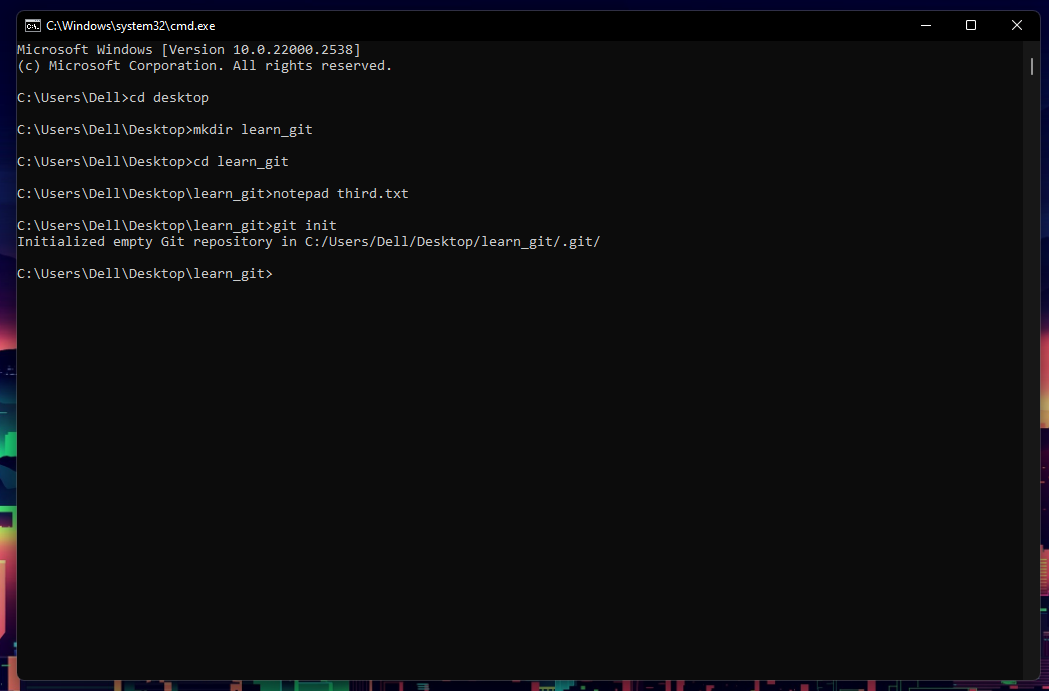 C:\Windows\system32\cmd.exe
Microsoft Windows [Version 10.0.22000.2538]
(c) Microsoft Corporation. All rights reserved.
C:\Users\Dell>cd desktop
C:\Users\Dell\Desktop>mkdir learn_git
C:\Users\Dell\Desktop>cd learn_git
C:\Users\Dell\Desktop\learn_git>notepad third.txt
C:\Users\Dell\Desktop\learn_git>git init
Initialized empty Git repository in C:/Users/Dell/Desktop/learn_git/.git/
C:\Users\Dell\Desktop\learn_git>